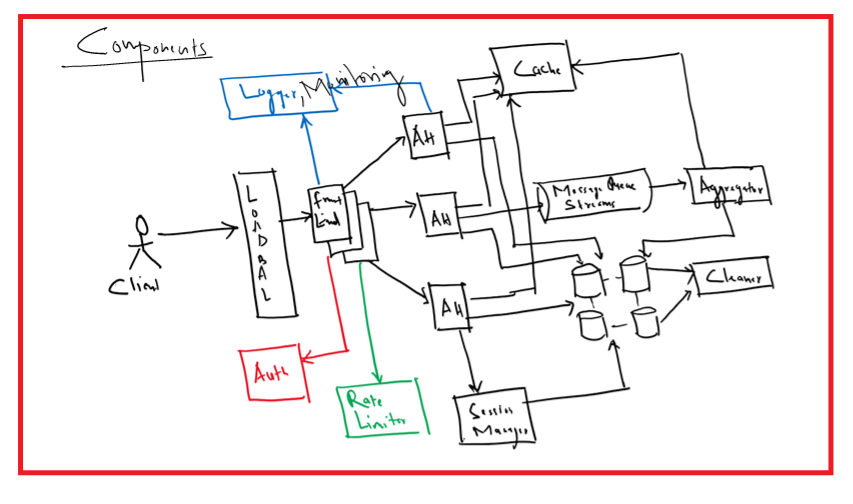 Components
Logger, Monitoring
Cache
AH
Message Queue
Streams
Aggregator
LOAD BAL
Front
End
AH
Client
Cleaner
AH
Auth
Rate
Limiter
Session
Manager